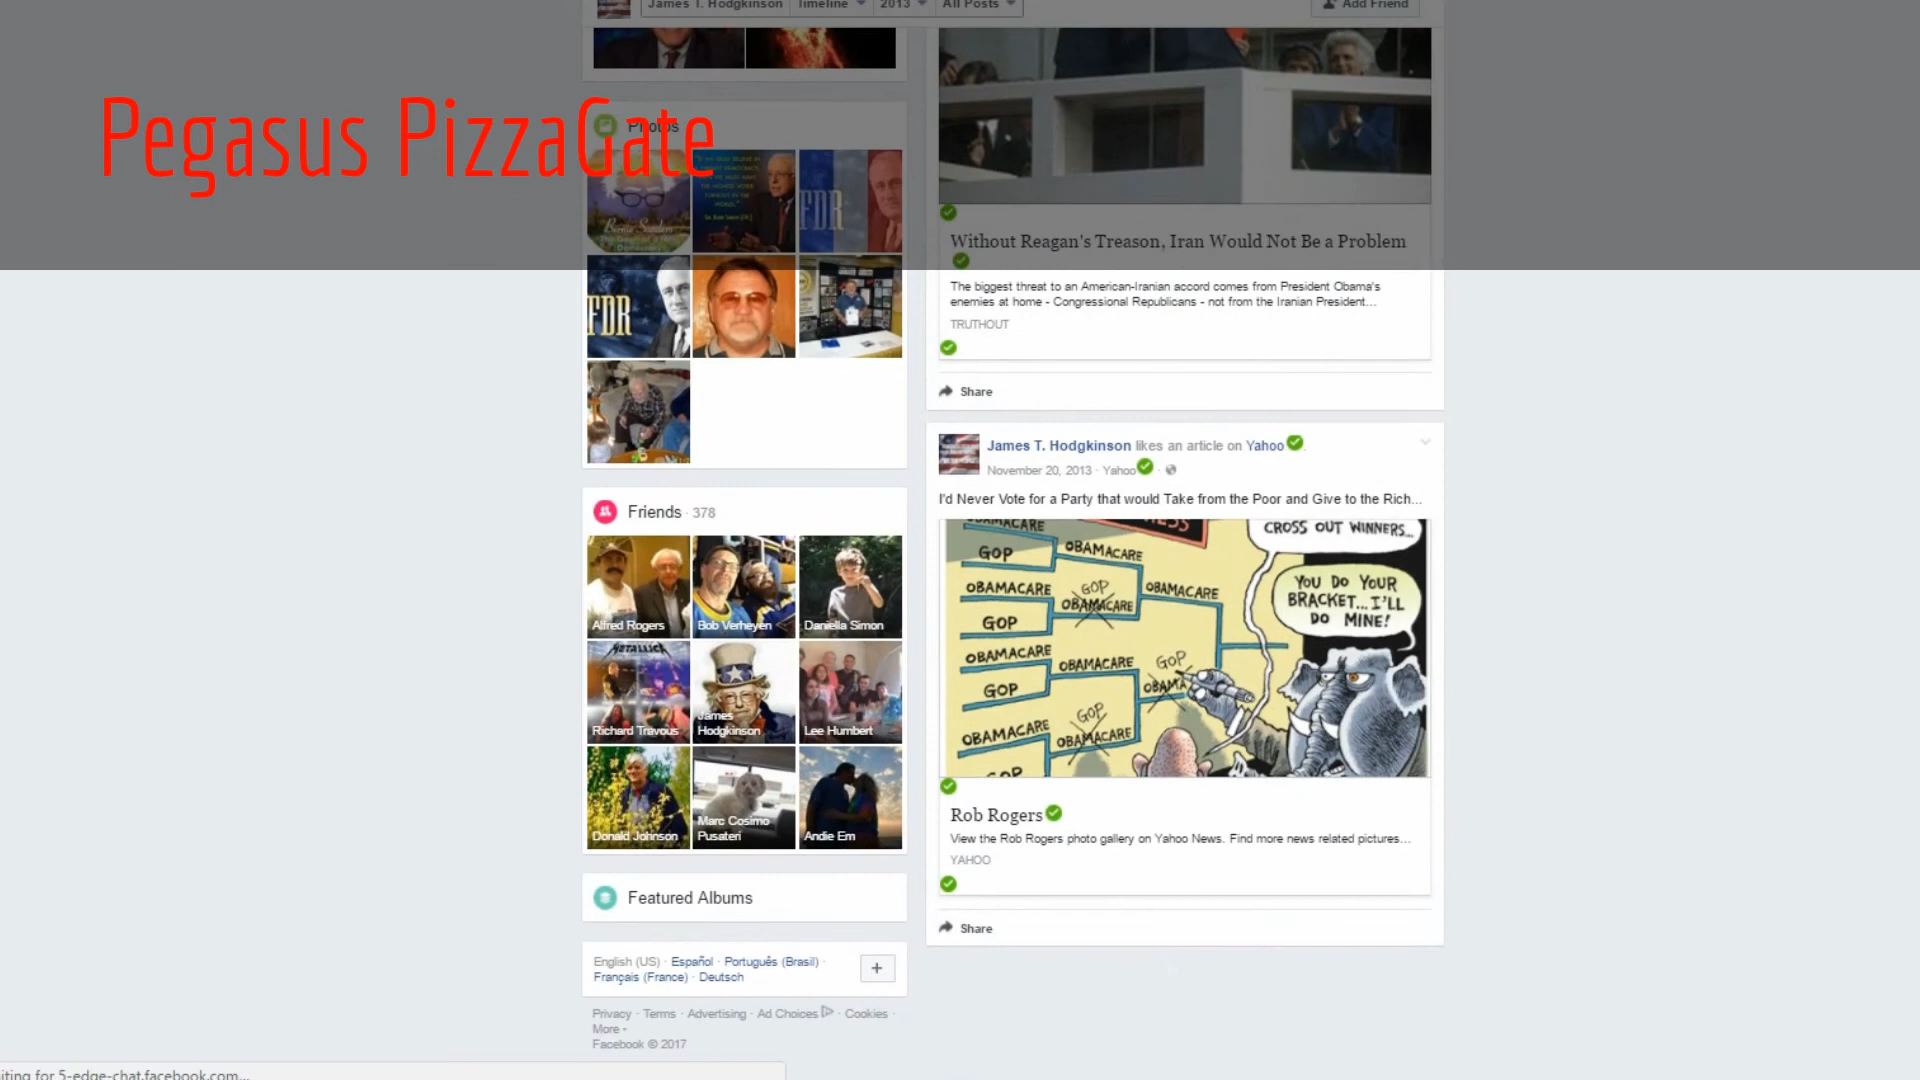 James T. Hodgkinson Timeline 2013 All Posts
Add Friend
Pegasus PizzaGate
Photos
Bernie Sanders
FDR
FDR
Friends · 378
Alfred Rogers
Bob Verheyen
Daniella Simon
METALLICA
Richard Travous
James Hodgkinson
Lee Humbert
Donald Johnson
Marc Cosimo
Pusateri
Andie Em
Featured Albums
English (US) · Español · Português (Brasil) ·
Français (France) · Deutsch
+
Privacy · Terms · Advertising · Ad Choices · Cookies ·
More
Facebook © 2017
iting for 5-edge-chat.facebook.com...
Without Reagan's Treason, Iran Would Not Be a Problem
The biggest threat to an American-Iranian accord comes from President Obama's
enemies at home - Congressional Republicans - not from the Iranian President...
TRUTHOUT
Share
James T. Hodgkinson likes an article on Yahoo.
November 20, 2013 · Yahoo ·
I'd Never Vote for a Party that would Take from the Poor and Give to the Rich...
CROSS OUT WINNERS...
YOU DO YOUR
BRACKET...I'LL
DO MINE!
OBAMACARE
GOP
OBAMACARE
OBAMACARE
GOP
OBAMACARE
OBAMACARE
GOP
OBAMACARE
OBAMACARE
GOP
GOP
OBAMA
OBAMACARE
GOP
OBAMACARE
GOP
Rob Rogers
View the Rob Rogers photo gallery on Yahoo News. Find more news related pictures...
YAHOO
Share